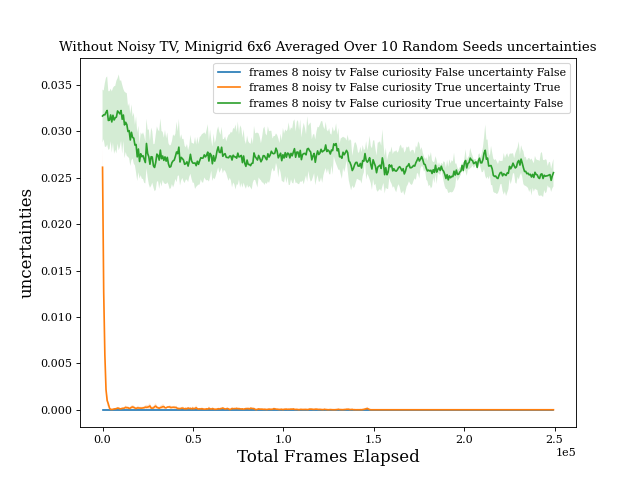 Without Noisy TV, Minigrid 6x6 Averaged Over 10 Random Seeds uncertainties
frames 8 noisy tv False curiosity False uncertainty False
frames 8 noisy tv False curiosity True uncertainty True
frames 8 noisy tv False curiosity True uncertainty False
uncertainties
0.035
0.030
0.025
0.020
0.015
0.010
0.005
0.000
0.0 0.5 1.0 1.5 2.0 2.5
1e5
Total Frames Elapsed